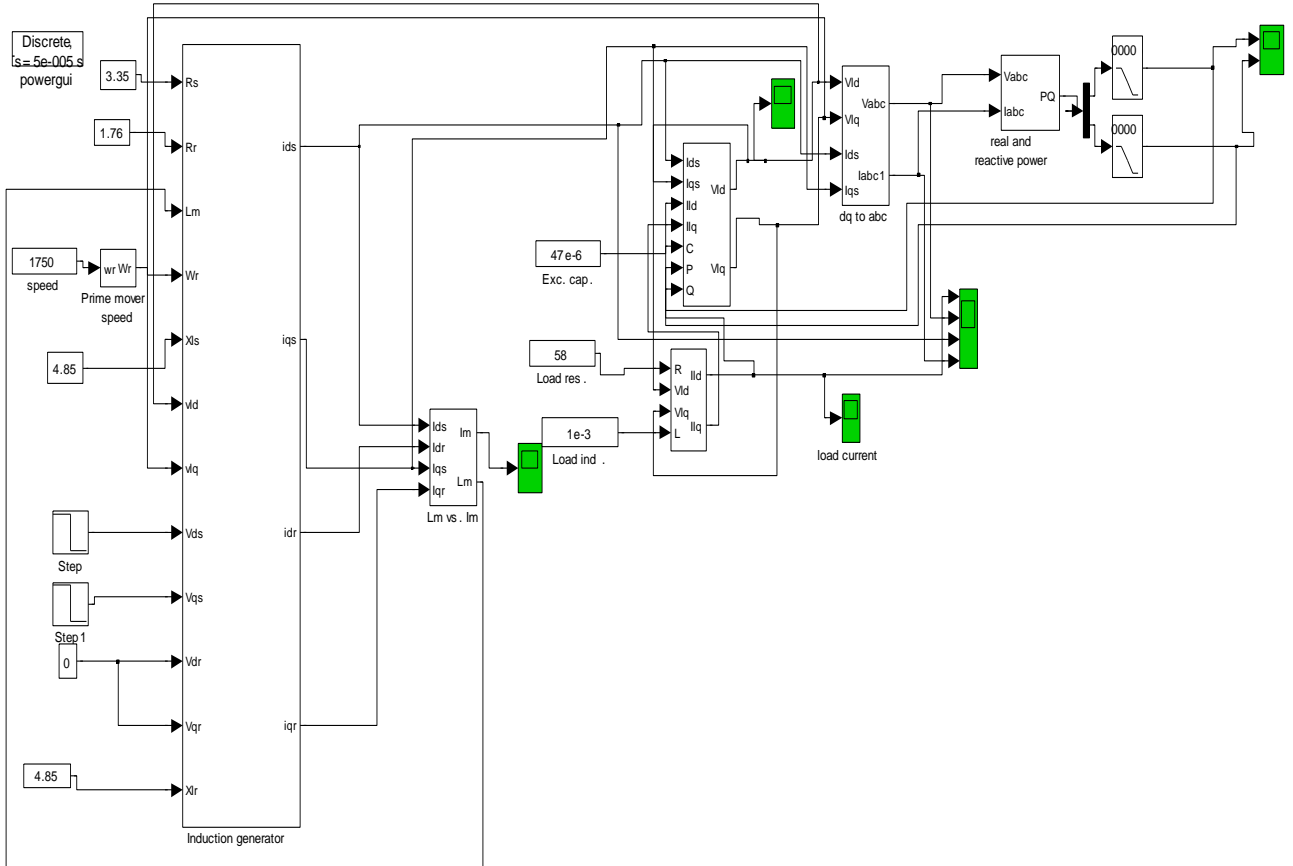 Discrete,
s = 5e-005 s
powergui
3.35
1.76
1750
speed
wr Wr
Prime mover
speed
4.85
Step
Step 1
0
4.85
Rs
Rr
Lm
Wr
Xls
vld
vlq
Vds
Vqs
Vdr
Vqr
Xlr
ids
iqs
idr
iqr
Induction generator
Ids
Idr
Iqs
Iqr
Im
Lm
Lm vs. Im
47e-6
Exc. cap.
58
Load res.
1e-3
Load ind.
Ids
Iqs
Ild
Ilq
C
P
Q
Vld
Vlq
R
Vld
Vlq
L
Ild
Ilq
load current
Vld
Vlq
Ids
Iqs
Vabc
Iabc1
dq to abc
Vabc
Iabc
PQ
real and
reactive power
0000
0000